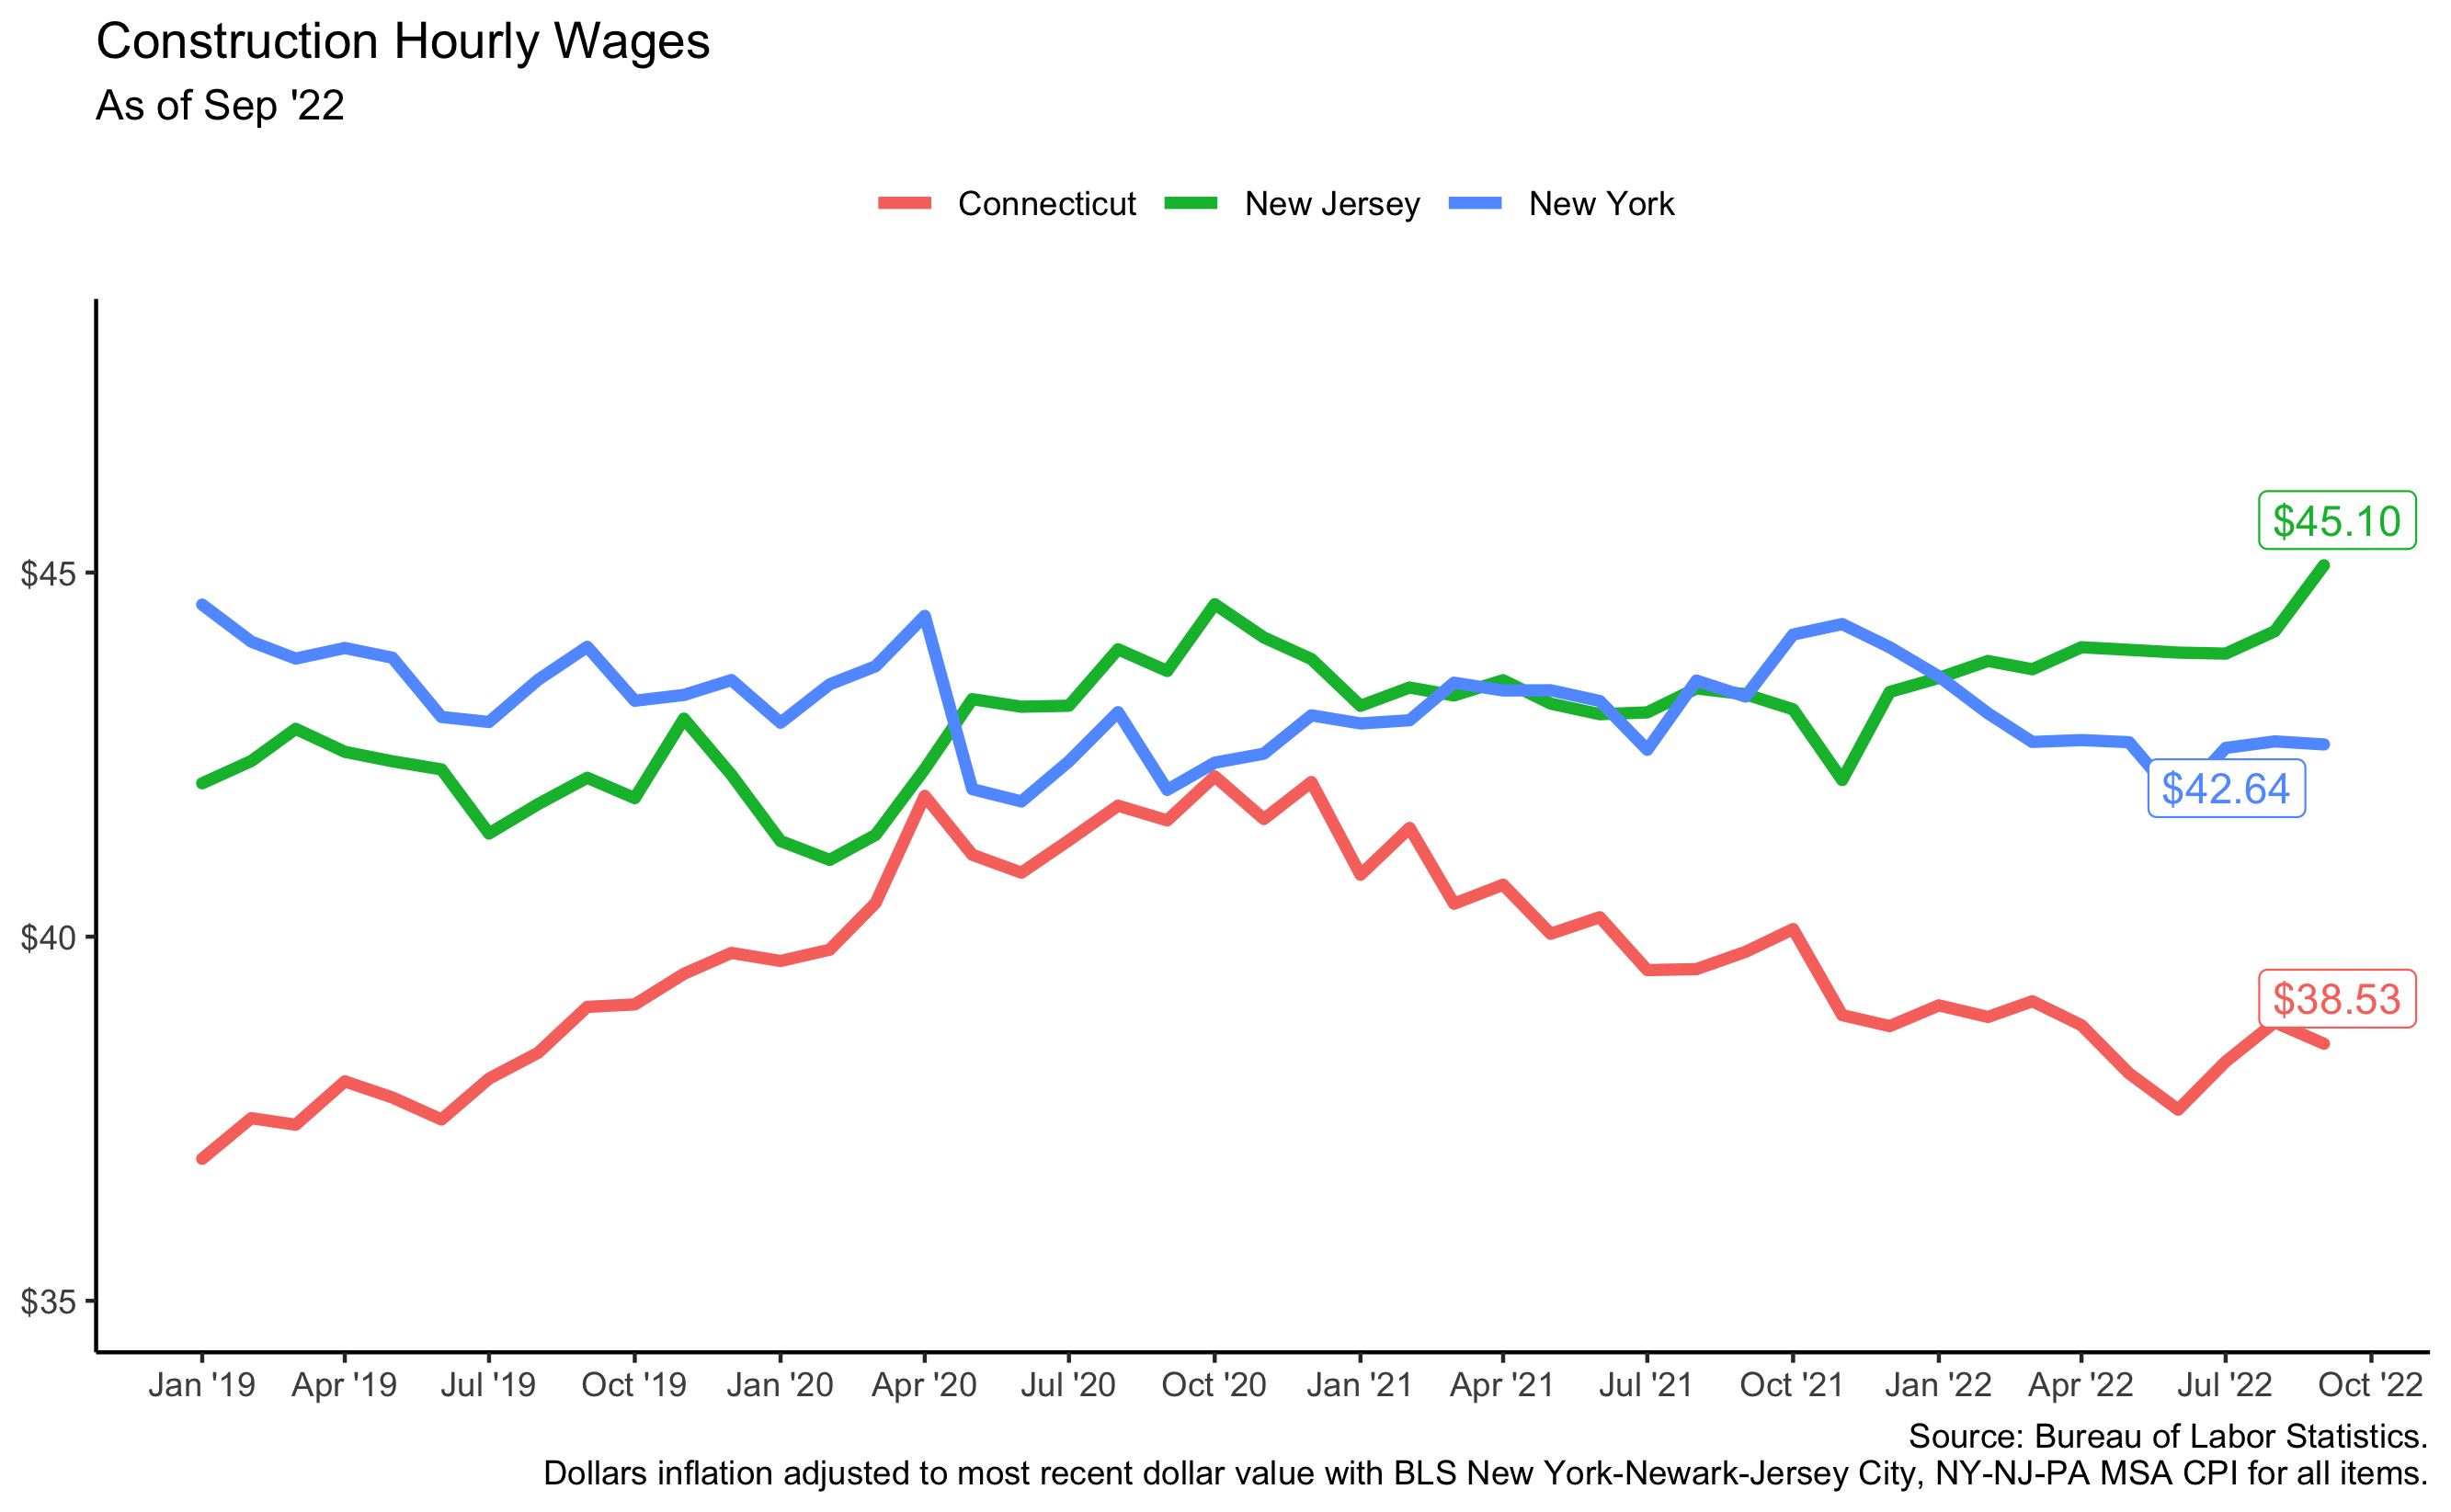 Construction Hourly Wages
As of Sep '22
Connecticut New Jersey New York
$45.10
$45
$42.64
$40
$38.53
$35
Jan '19 Apr '19 Jul '19 Oct '19 Jan '20 Apr '20 Jul '20 Oct '20 Jan '21 Apr '21 Jul '21 Oct '21 Jan '22 Apr '22 Jul '22 Oct '22
Source: Bureau of Labor Statistics.
Dollars inflation adjusted to most recent dollar value with BLS New York-Newark-Jersey City, NY-NJ-PA MSA CPI for all items.